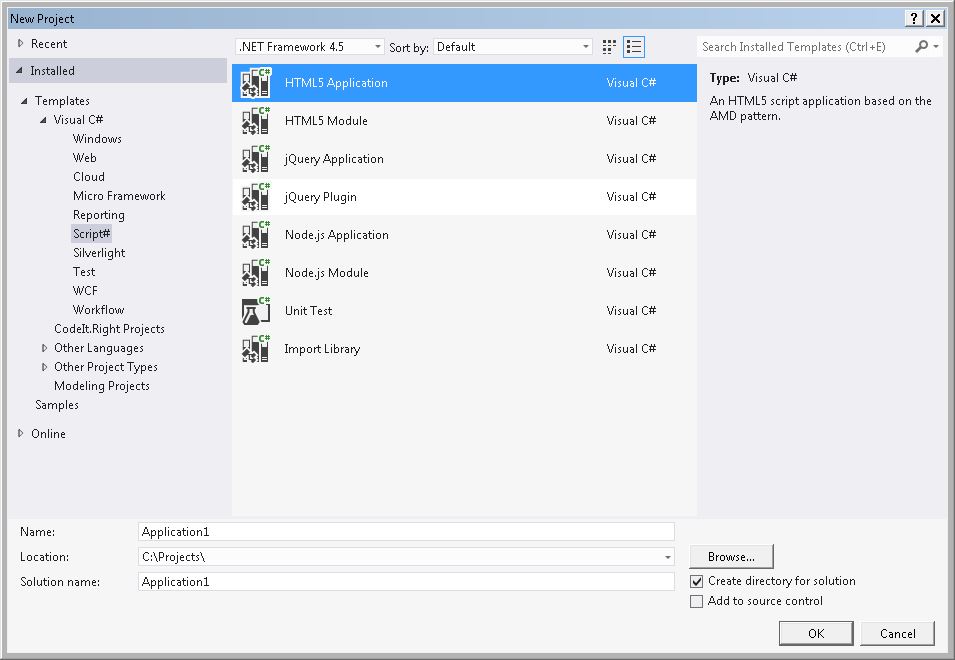 New Project
Recent
.NET Framework 4.5 Sort by: Default
Search Installed Templates (Ctrl+E)
Installed
Templates
Visual C#
Windows
Web
Cloud
Micro Framework
Reporting
Script#
Silverlight
Test
WCF
Workflow
CodeIt.Right Projects
Other Languages
Other Project Types
Modeling Projects
Samples
Online
HTML5 Application Visual C#
HTML5 Module Visual C#
jQuery Application Visual C#
jQuery Plugin Visual C#
Node.js Application Visual C#
Node.js Module Visual C#
Unit Test Visual C#
Import Library Visual C#
Type: Visual C#
An HTML5 script application based on the
AMD pattern.
Name: Application1
Location: C:\Projects\
Browse...
Solution name: Application1
Create directory for solution
Add to source control
OK Cancel